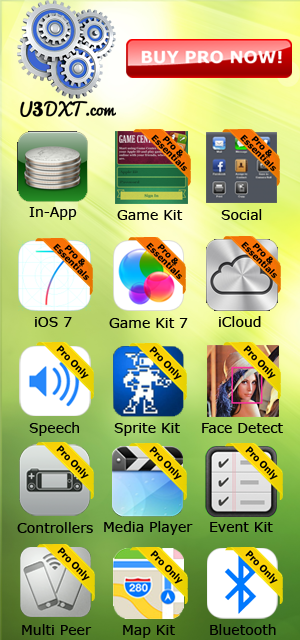 BUY PRO NOW!
U3DXT.com
GAME CENTER
Pro & Essentials
Pro & Essentials
In-App
Game Kit
Social
Pro & Essentials
Pro & Essentials
iOS 7
Game Kit 7
iCloud
Pro Only
Pro Only
Pro Only
Speech
Sprite Kit
Face Detect
Pro Only
Pro Only
Pro Only
Controllers
Media Player
Event Kit
Pro Only
Pro Only
Pro Only
280
Multi Peer
Map Kit
Bluetooth